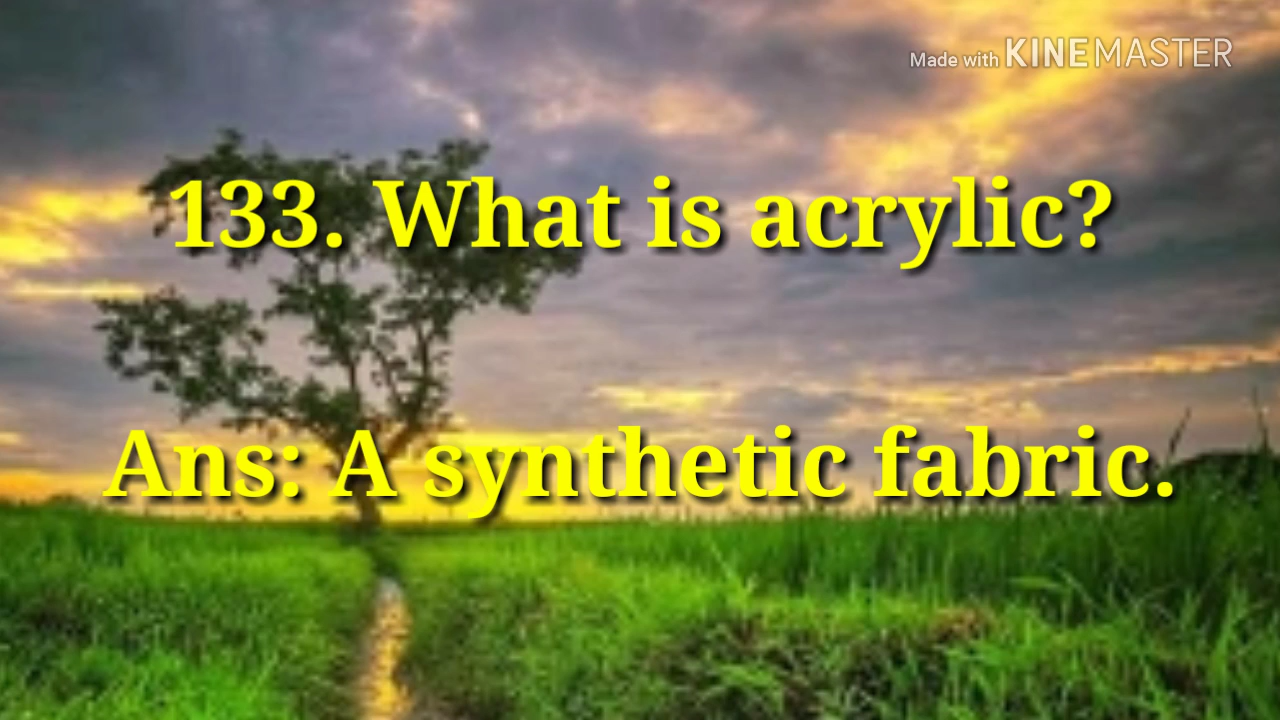 Made with KINEMASTER
133. What is acrylic?
Ans: A synthetic fabric.